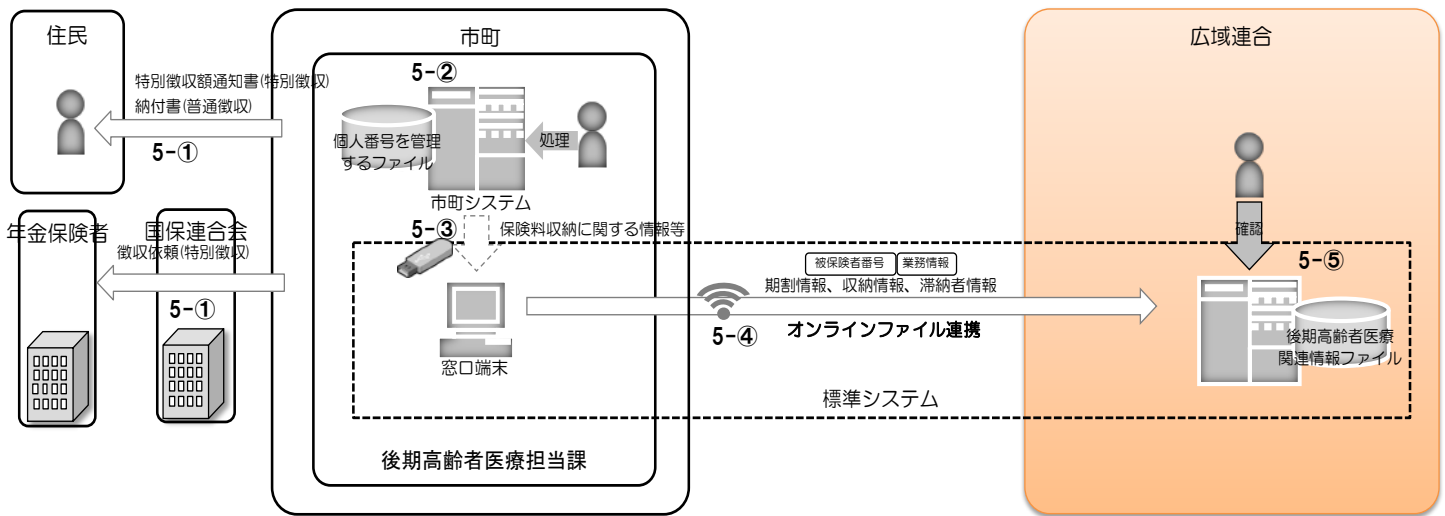 住民
特別徴収額通知書(特別徴収)
納付書(普通徴収)
5-①
年金保険者
国保連合会
徴収依頼(特別徴収)
5-①
市町
5-②
個人番号を管理
するファイル
処理
市町システム
5-③
保険料収納に関する情報等
窓口端末
後期高齢者医療担当課
被保険者番号
業務情報
期割情報、収納情報、滞納者情報
5-④
オンラインファイル連携
標準システム
広域連合
確認
5-⑤
後期高齢者医療
関連情報ファイル